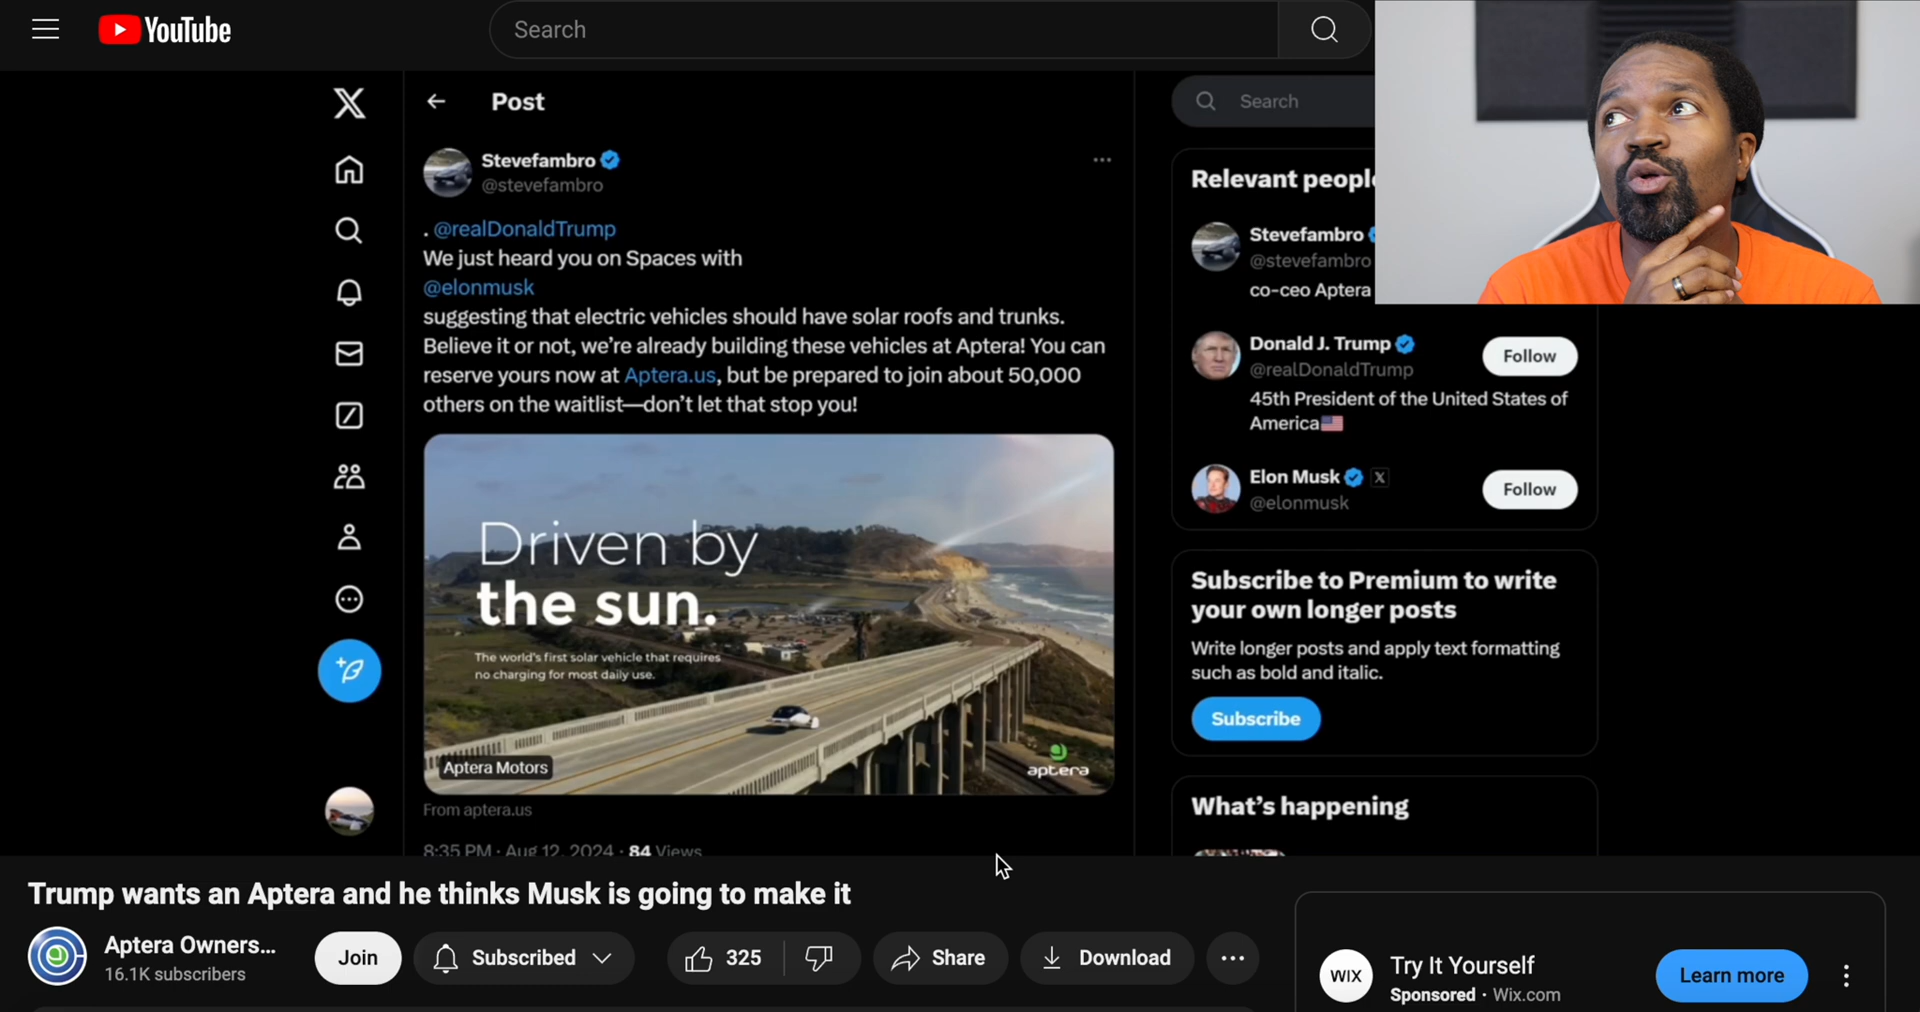 YouTube
Search
Post
Search
Stevefambro
@stevefambro
. @realDonaldTrump
We just heard you on Spaces with
@elonmusk
suggesting that electric vehicles should have solar roofs and trunks.
Believe it or not, we’re already building these vehicles at Aptera! You can
reserve yours now at Aptera.us, but be prepared to join about 50,000
others on the waitlist—don’t let that stop you!
Driven by
the sun.
The world's first solar vehicle that requires
no charging for most daily use.
Aptera Motors
aptera
From aptera.us
8:35 PM · Aug 12, 2024 · 84 Views
Relevant people
Stevefambro
@stevefambro
co-ceo Aptera
Donald J. Trump
@realDonaldTrump
Follow
45th President of the United States of
America
Elon Musk
@elonmusk
Follow
Subscribe to Premium to write
your own longer posts
Write longer posts and apply text formatting
such as bold and italic.
Subscribe
What’s happening
Trump wants an Aptera and he thinks Musk is going to make it
Aptera Owners...
16.1K subscribers
Join
Subscribed
325
Share
Download
WIX
Try It Yourself
Sponsored · Wix.com
Learn more